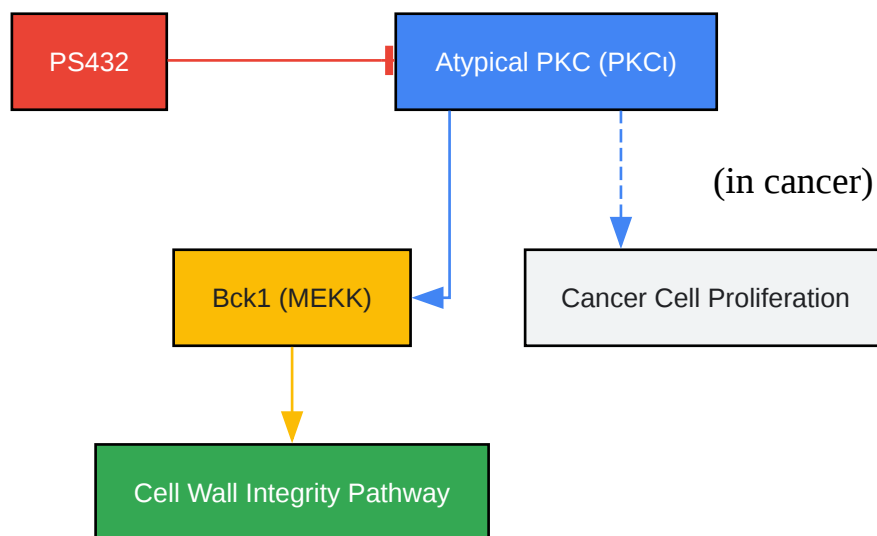 PS432
Atypical PKC (PKCι)
(in cancer)
Bck1 (MEKK)
Cancer Cell Proliferation
Cell Wall Integrity Pathway